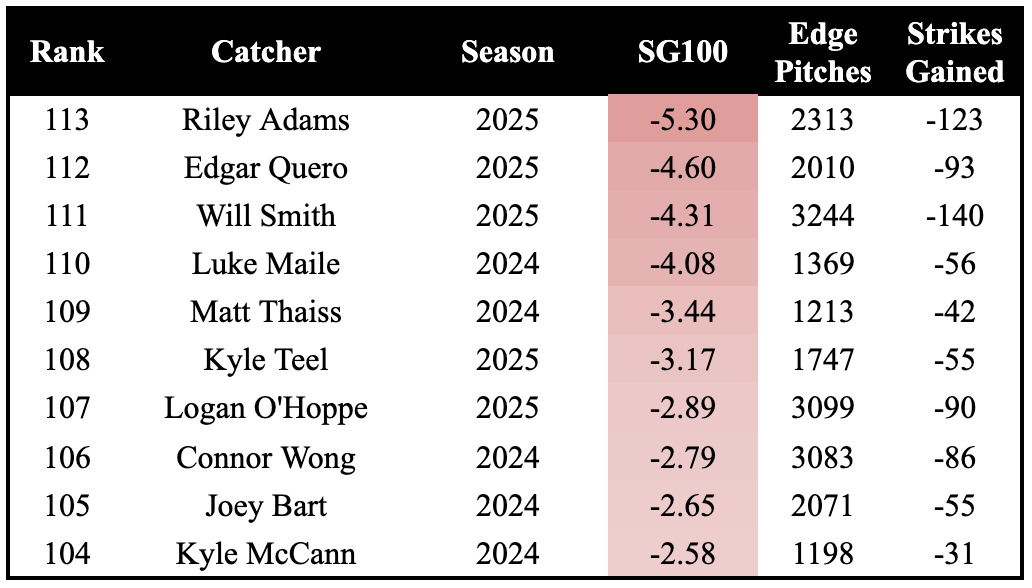 Rank Catcher Season SG100 Edge Pitches Strikes Gained
113 Riley Adams 2025 -5.30 2313 -123
112 Edgar Quero 2025 -4.60 2010 -93
111 Will Smith 2025 -4.31 3244 -140
110 Luke Maile 2024 -4.08 1369 -56
109 Matt Thaiss 2024 -3.44 1213 -42
108 Kyle Teel 2025 -3.17 1747 -55
107 Logan O'Hoppe 2025 -2.89 3099 -90
106 Connor Wong 2024 -2.79 3083 -86
105 Joey Bart 2024 -2.65 2071 -55
104 Kyle McCann 2024 -2.58 1198 -31